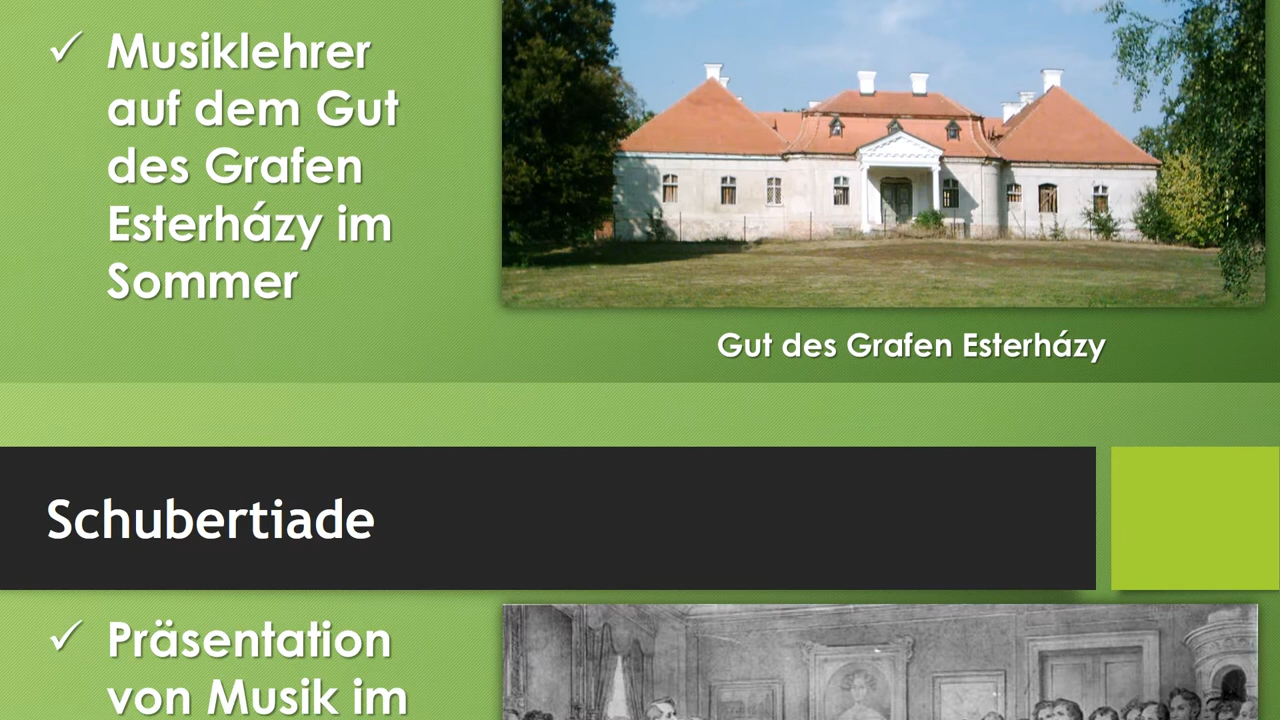 Musiklehrer
auf dem Gut
des Grafen
Esterházy im
Sommer
Gut des Grafen Esterházy
Schubertiade
Präsentation
von Musik im